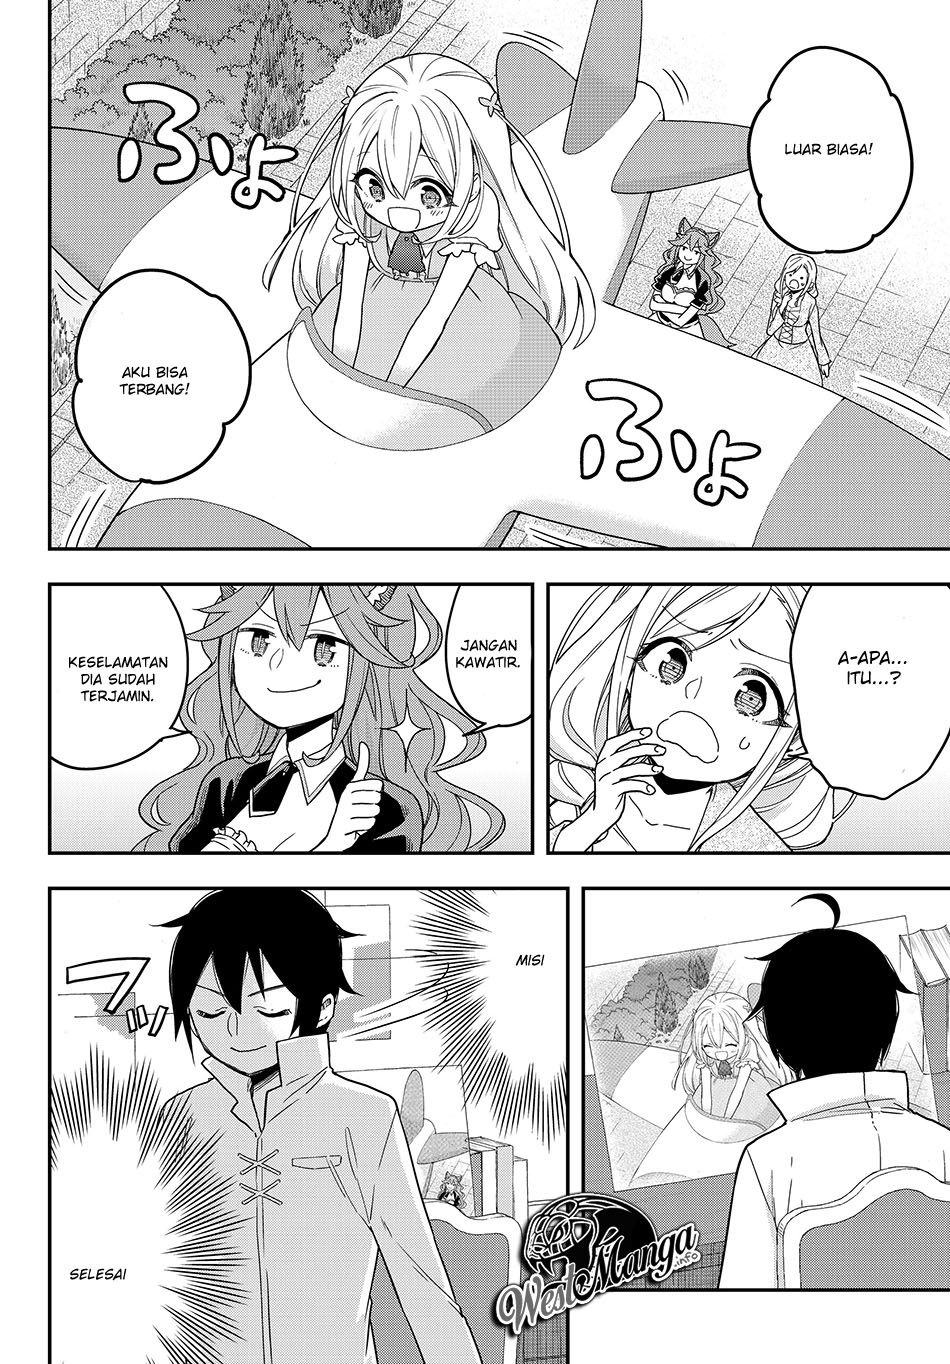 LUAR BIASA!
AKU BISA
TERBANG!
ふよ
ふよ
A-APA...
ITU...?
JANGAN
KAWATIR.
KESELAMATAN
DIA SUDAH
TERJAMIN.
MISI
フッ
SELESAI
WestManga
.info